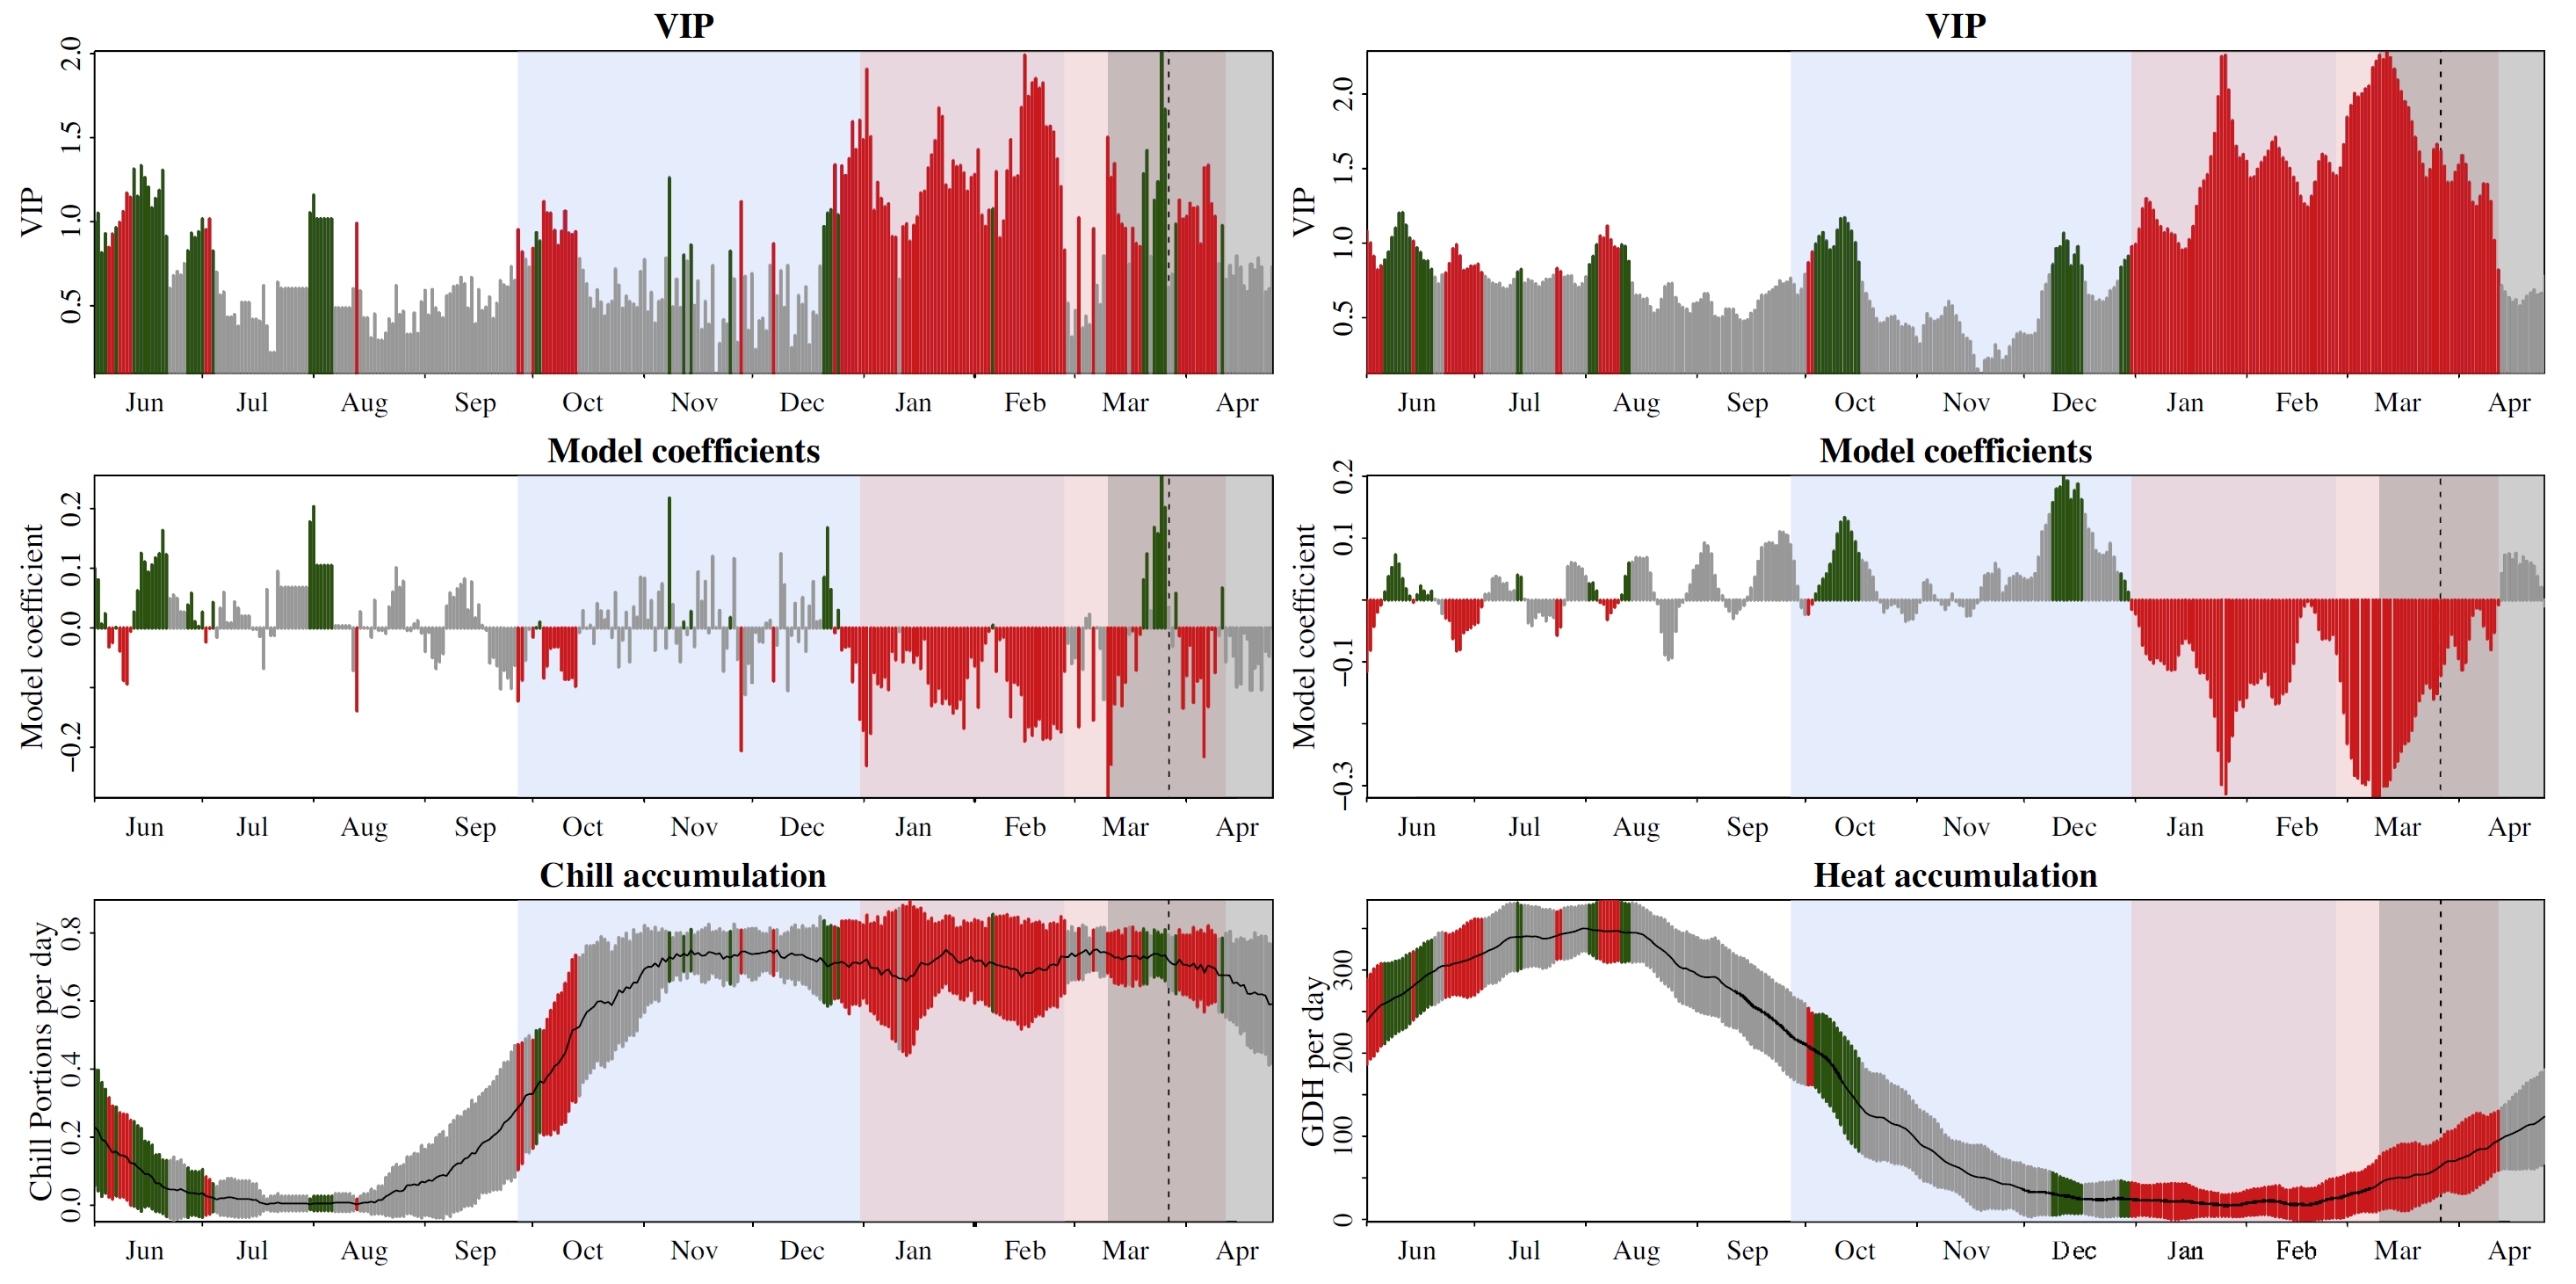 VIP
VIP
2.0
1.5
1.0
0.5
VIP
Jun Jul Aug Sep Oct Nov Dec Jan Feb Mar Apr
VIP
2.0
1.5
1.0
0.5
Jun Jul Aug Sep Oct Nov Dec Jan Feb Mar Apr
Model coefficients
Model coefficient
0.2
0.1
0.0
−0.2
Jun Jul Aug Sep Oct Nov Dec Jan Feb Mar Apr
Model coefficients
Model coefficient
0.2
0.1
−0.1
−0.3
Jun Jul Aug Sep Oct Nov Dec Jan Feb Mar Apr
Chill accumulation
Chill Portions per day
0.8
0.6
0.4
0.2
0.0
Jun Jul Aug Sep Oct Nov Dec Jan Feb Mar Apr
Heat accumulation
GDH per day
300
200
100
0
Jun Jul Aug Sep Oct Nov Dec Jan Feb Mar Apr